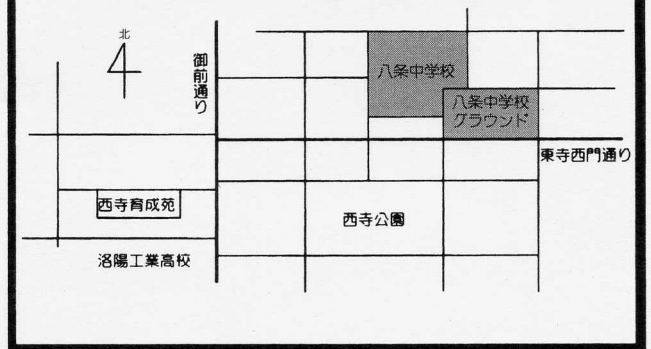 北
御前通り
八条中学校
八条中学校
グラウンド
東寺西門通り
西寺育成苑
西寺公園
洛陽工業高校